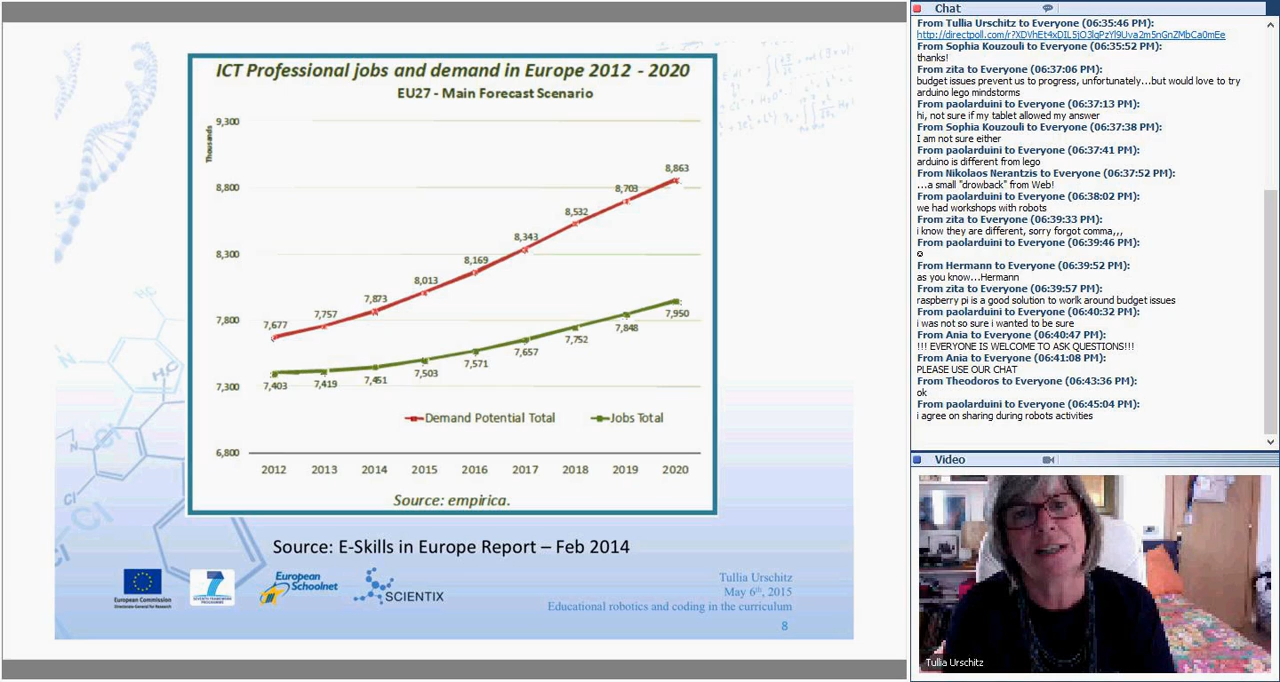 ICT Professional jobs and demand in Europe 2012 - 2020
EU27 - Main Forecast Scenario
Thousands
9,300
8,800
8,300
7,800
7,300
6,800
7,677
7,757
7,873
8,013
8,169
8,343
8,532
8,703
8,863
7,403
7,419
7,451
7,503
7,571
7,657
7,752
7,848
7,950
Demand Potential Total
Jobs Total
2012 2013 2014 2015 2016 2017 2018 2019 2020
Source: empirica.
Source: E-Skills in Europe Report – Feb 2014
European Commission
Directorate-General for Research
SEVENTH FRAMEWORK
PROGRAMME
European
Schoolnet
SCIENTIX
Tullia Urschitz
May 6th, 2015
Educational robotics and coding in the curriculum
8
Chat
From Tullia Urschitz to Everyone (06:35:46 PM):
From Sophia Kouzouli to Everyone (06:35:52 PM):
thanks!
From zita to Everyone (06:37:06 PM):
budget issues prevent us to progress, unfortunately...but would love to try
arduino lego mindstorms
From paolarduini to Everyone (06:37:13 PM):
hi, not sure if my tablet allowed my answer
From Sophia Kouzouli to Everyone (06:37:38 PM):
I am not sure either
From paolarduini to Everyone (06:37:41 PM):
arduino is different from lego
From Nikolaos Nerantzis to Everyone (06:37:52 PM):
...a small "drowback" from Web!
From paolarduini to Everyone (06:38:02 PM):
we had workshops with robots
From zita to Everyone (06:39:33 PM):
i know they are different, sorry forgot comma,,,
From paolarduini to Everyone (06:39:46 PM):
From Hermann to Everyone (06:39:52 PM):
as you know...Hermann
From zita to Everyone (06:39:57 PM):
raspberry pi is a good solution to worlk around budget issues
From paolarduini to Everyone (06:40:32 PM):
i was not so sure i wanted to be sure
From Ania to Everyone (06:40:47 PM):
!!! EVERYONE IS WELCOME TO ASK QUESTIONS!!!
From Ania to Everyone (06:41:08 PM):
PLEASE USE OUR CHAT
From Theodoros to Everyone (06:43:36 PM):
ok
From paolarduini to Everyone (06:45:04 PM):
i agree on sharing during robots activities
Video
Tullia Urschitz